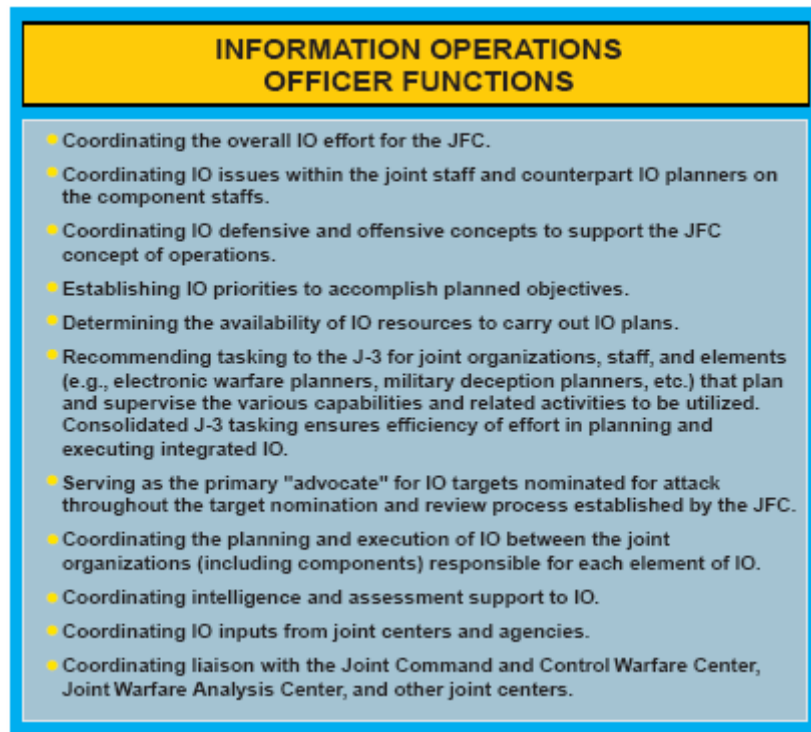 INFORMATION OPERATIONS
OFFICER FUNCTIONS
Coordinating the overall IO effort for the JFC.
Coordinating IO issues within the joint staff and counterpart IO planners on
the component staffs.
Coordinating IO defensive and offensive concepts to support the JFC
concept of operations.
Establishing IO priorities to accomplish planned objectives.
Determining the availability of IO resources to carry out IO plans.
Recommending tasking to the J-3 for joint organizations, staff, and elements
(e.g., electronic warfare planners, military deception planners, etc.) that plan
and supervise the various capabilities and related activities to be utilized.
Consolidated J-3 tasking ensures efficiency of effort in planning and
executing integrated IO.
Serving as the primary "advocate" for IO targets nominated for attack
throughout the target nomination and review process established by the JFC.
Coordinating the planning and execution of IO between the joint
organizations (including components) responsible for each element of IO.
Coordinating intelligence and assessment support to IO.
Coordinating IO inputs from joint centers and agencies.
Coordinating liaison with the Joint Command and Control Warfare Center,
Joint Warfare Analysis Center, and other joint centers.